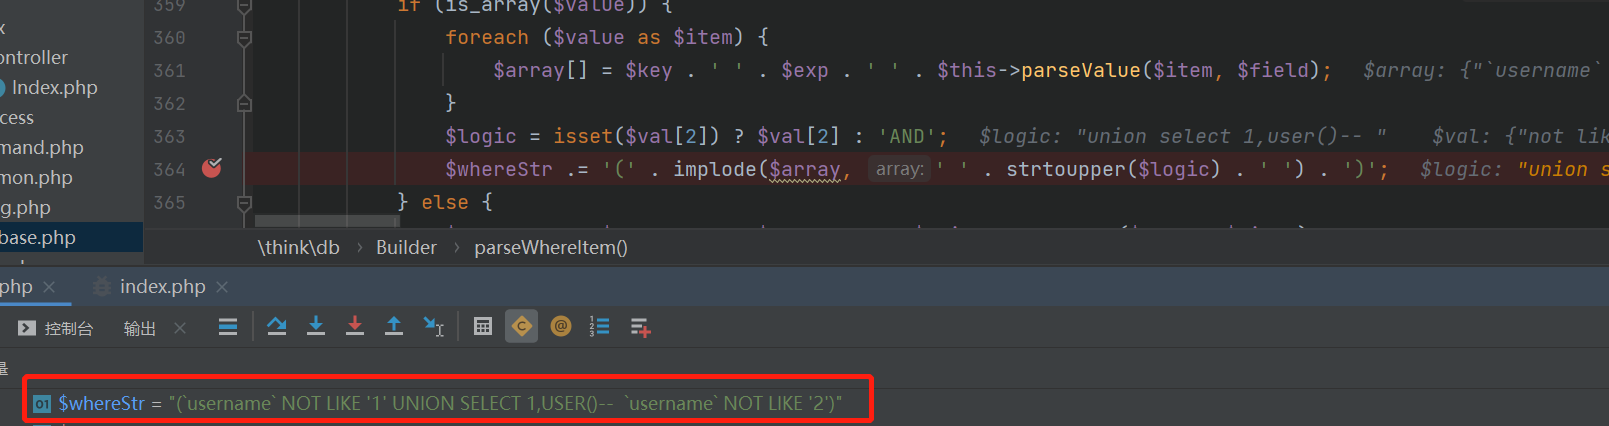 359 if (is_array($value)) {
x
360 foreach ($value as $item) {
ontroller
361 $array[] = $key . ' ' . $exp . ' ' . $this->parseValue($item, $field); $array: {"`username`
Index.php
362 }
cess
363 $logic = isset($val[2]) ? $val[2] : 'AND'; $logic: "union select 1,user()-- " $val: {"not lik
mand.php
364 $whereStr .= '(' . implode($array, array: ' ' . strtoupper($logic) . ' ') . ')'; $logic: "union s
mon.php
365 } else {
g.php
base.php
\think\db › Builder › parseWhereItem()
.php × index.php ×
控制台 输出 ×
量
01 $whereStr = "(`username` NOT LIKE '1' UNION SELECT 1,USER()--  `username` NOT LIKE '2')"